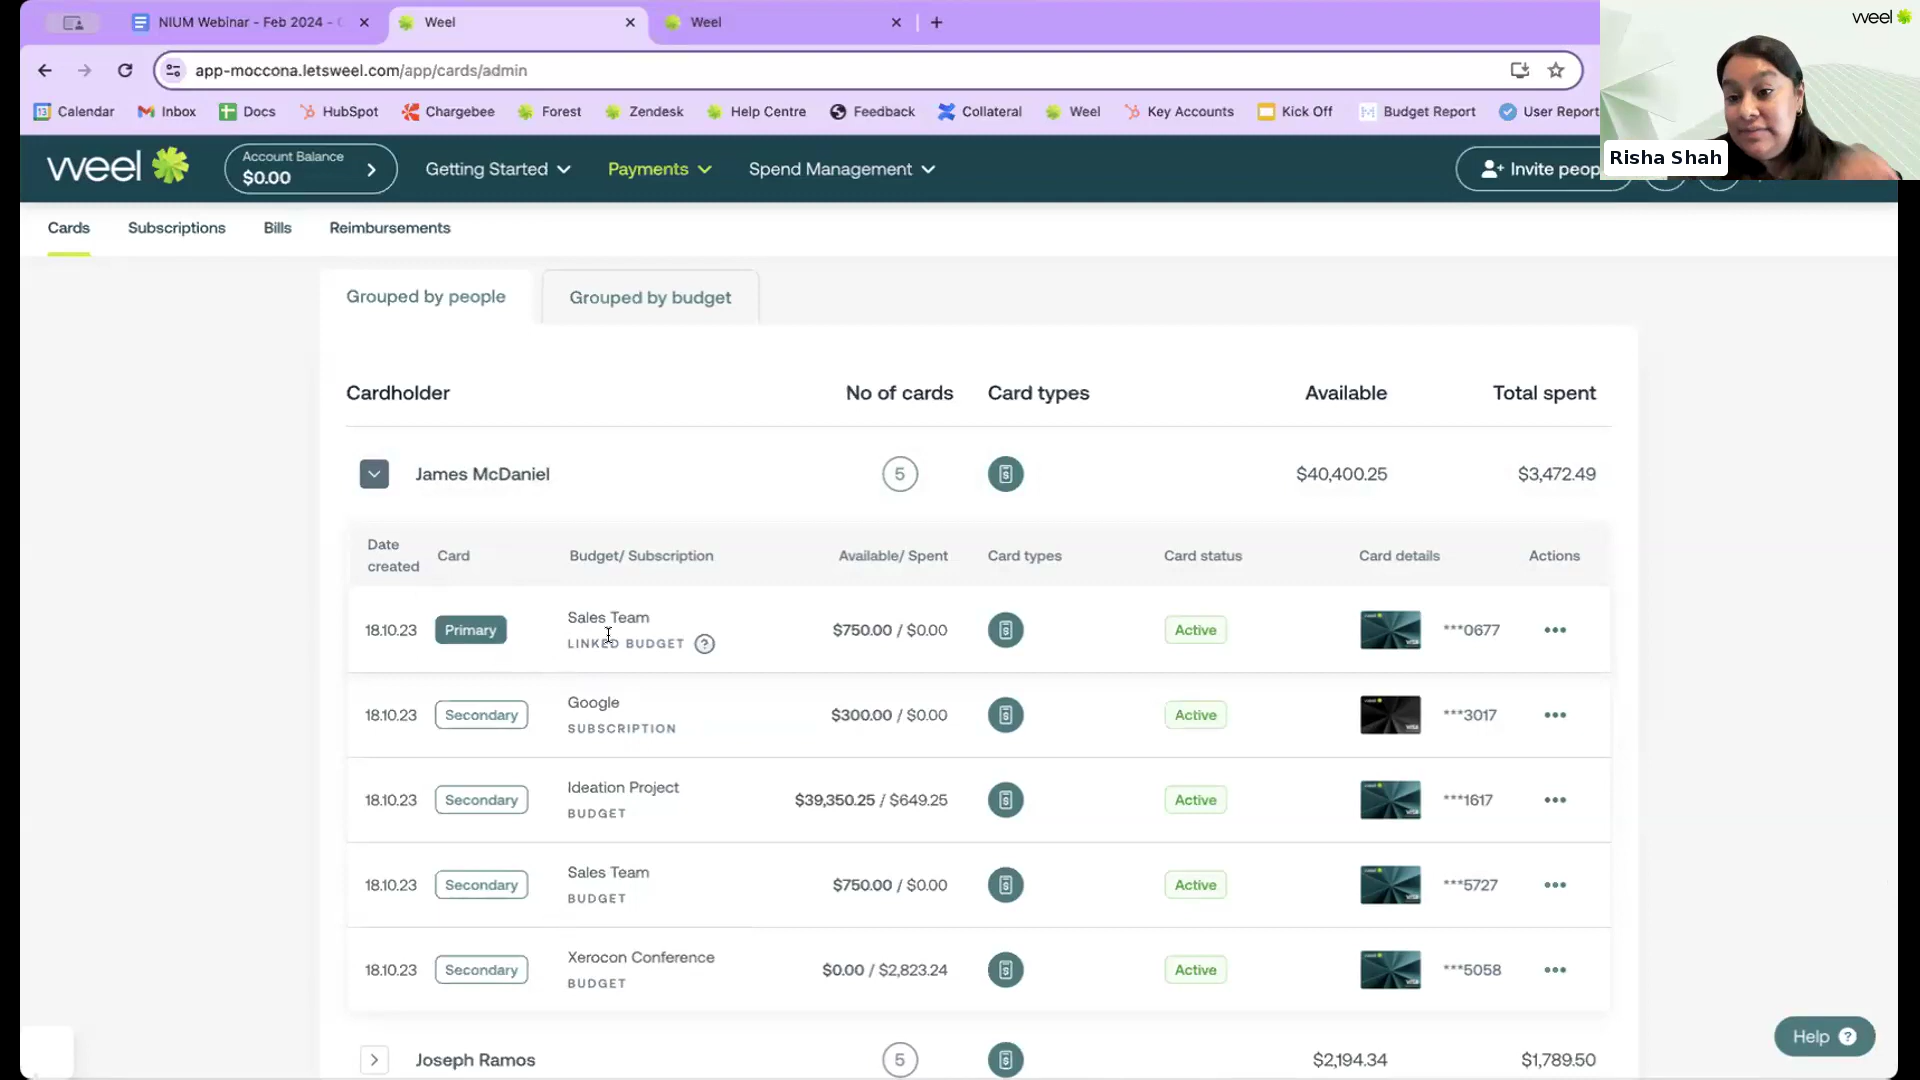 NIUM Webinar - Feb 2024 -
Weel
Weel
weel
app-moccona.letsweel.com/app/cards/admin
Calendar
Inbox
Docs
HubSpot
Chargebee
Forest
Zendesk
Help Centre
Feedback
Collateral
Weel
Key Accounts
Kick Off
Budget Report
User Report
Risha Shah
weel
Account Balance
$0.00
Getting Started
Payments
Spend Management
Invite peop
Cards
Subscriptions
Bills
Reimbursements
Grouped by people
Grouped by budget
Cardholder
No of cards
Card types
Available
Total spent
James McDaniel
5
$40,400.25
$3,472.49
Date created
Card
Budget/ Subscription
Available/ Spent
Card types
Card status
Card details
Actions
18.10.23
Primary
Sales Team
LINKED BUDGET ?
$750.00 / $0.00
Active
***0677
18.10.23
Secondary
Google
SUBSCRIPTION
$300.00 / $0.00
Active
***3017
18.10.23
Secondary
Ideation Project
BUDGET
$39,350.25 / $649.25
Active
***1617
18.10.23
Secondary
Sales Team
BUDGET
$750.00 / $0.00
Active
***5727
18.10.23
Secondary
Xerocon Conference
BUDGET
$0.00 / $2,823.24
Active
***5058
Joseph Ramos
5
$2,194.34
$1,789.50
Help ?